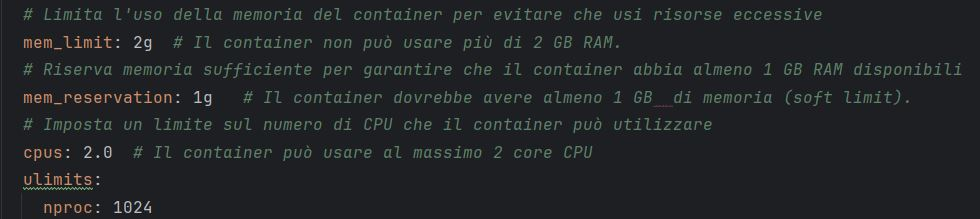 # Limita l'uso della memoria del container per evitare che usi risorse eccessive
mem_limit: 2g  # Il container non può usare più di 2 GB RAM.
# Riserva memoria sufficiente per garantire che il container abbia almeno 1 GB RAM disponibili
mem_reservation: 1g   # Il container dovrebbe avere almeno 1 GB  di memoria (soft limit).
# Imposta un limite sul numero di CPU che il container può utilizzare
cpus: 2.0  # Il container può usare al massimo 2 core CPU
ulimits:
  nproc: 1024